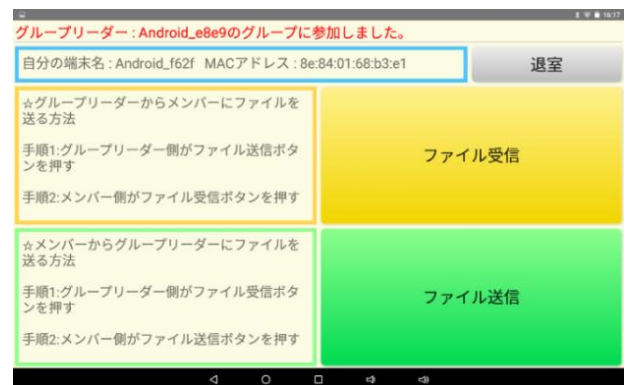 16:17
グループリーダー : Android_e8e9のグループに参加しました。
自分の端末名 : Android_f62f MACアドレス : 8e:84:01:68:b3:e1
退室
☆グループリーダーからメンバーにファイルを
送る方法
手順1:グループリーダー側がファイル送信ボタ
ンを押す
手順2:メンバー側がファイル受信ボタンを押す
ファイル受信
☆メンバーからグループリーダーにファイルを
送る方法
手順1:グループリーダー側がファイル受信ボタ
ンを押す
手順2:メンバー側がファイル送信ボタンを押す
ファイル送信